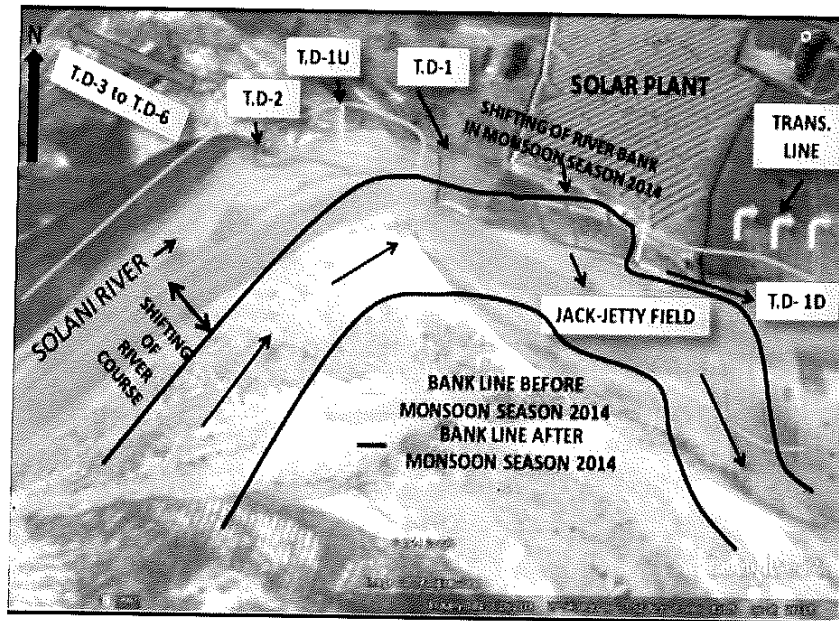 N
T.D-3 to T.D-6
T.D-2
T.D-1U
T.D-1
SOLAR PLANT
SHIFTING OF RIVER BANK
IN MONSOON SEASON 2014
TRANS.
LINE
SOLANI RIVER
SHIFTING
OF
RIVER
COURSE
JACK-JETTY FIELD
T.D- 1D
BANK LINE BEFORE
MONSOON SEASON 2014
BANK LINE AFTER
MONSOON SEASON 2014